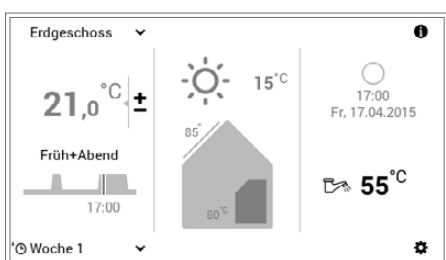 Erdgeschoss
21,0 °C ±
Früh+Abend
17:00
Woche 1
15°C
85°
80°C
17:00
Fr, 17.04.2015
55°C